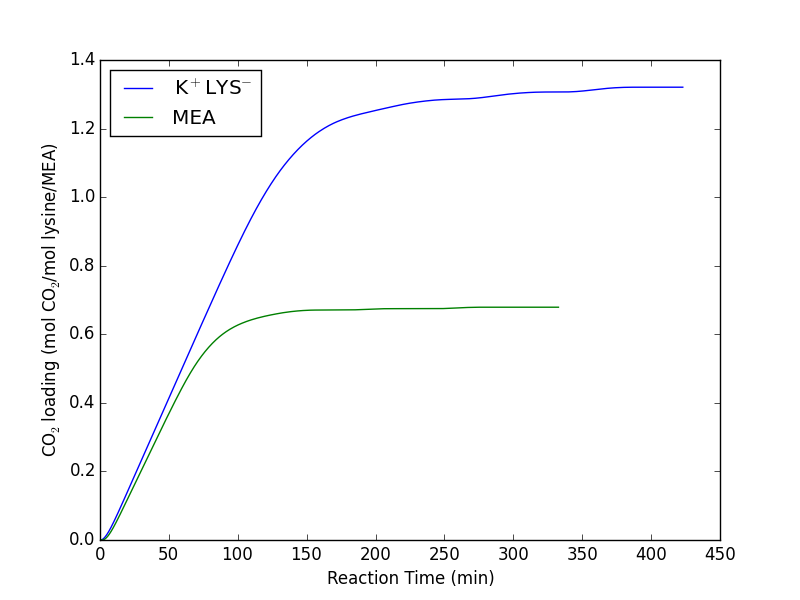 K⁺LYS⁻
MEA
CO₂ loading (mol CO₂/mol lysine/MEA)
1.4
1.2
1.0
0.8
0.6
0.4
0.2
0.0
0 50 100 150 200 250 300 350 400 450
Reaction Time (min)